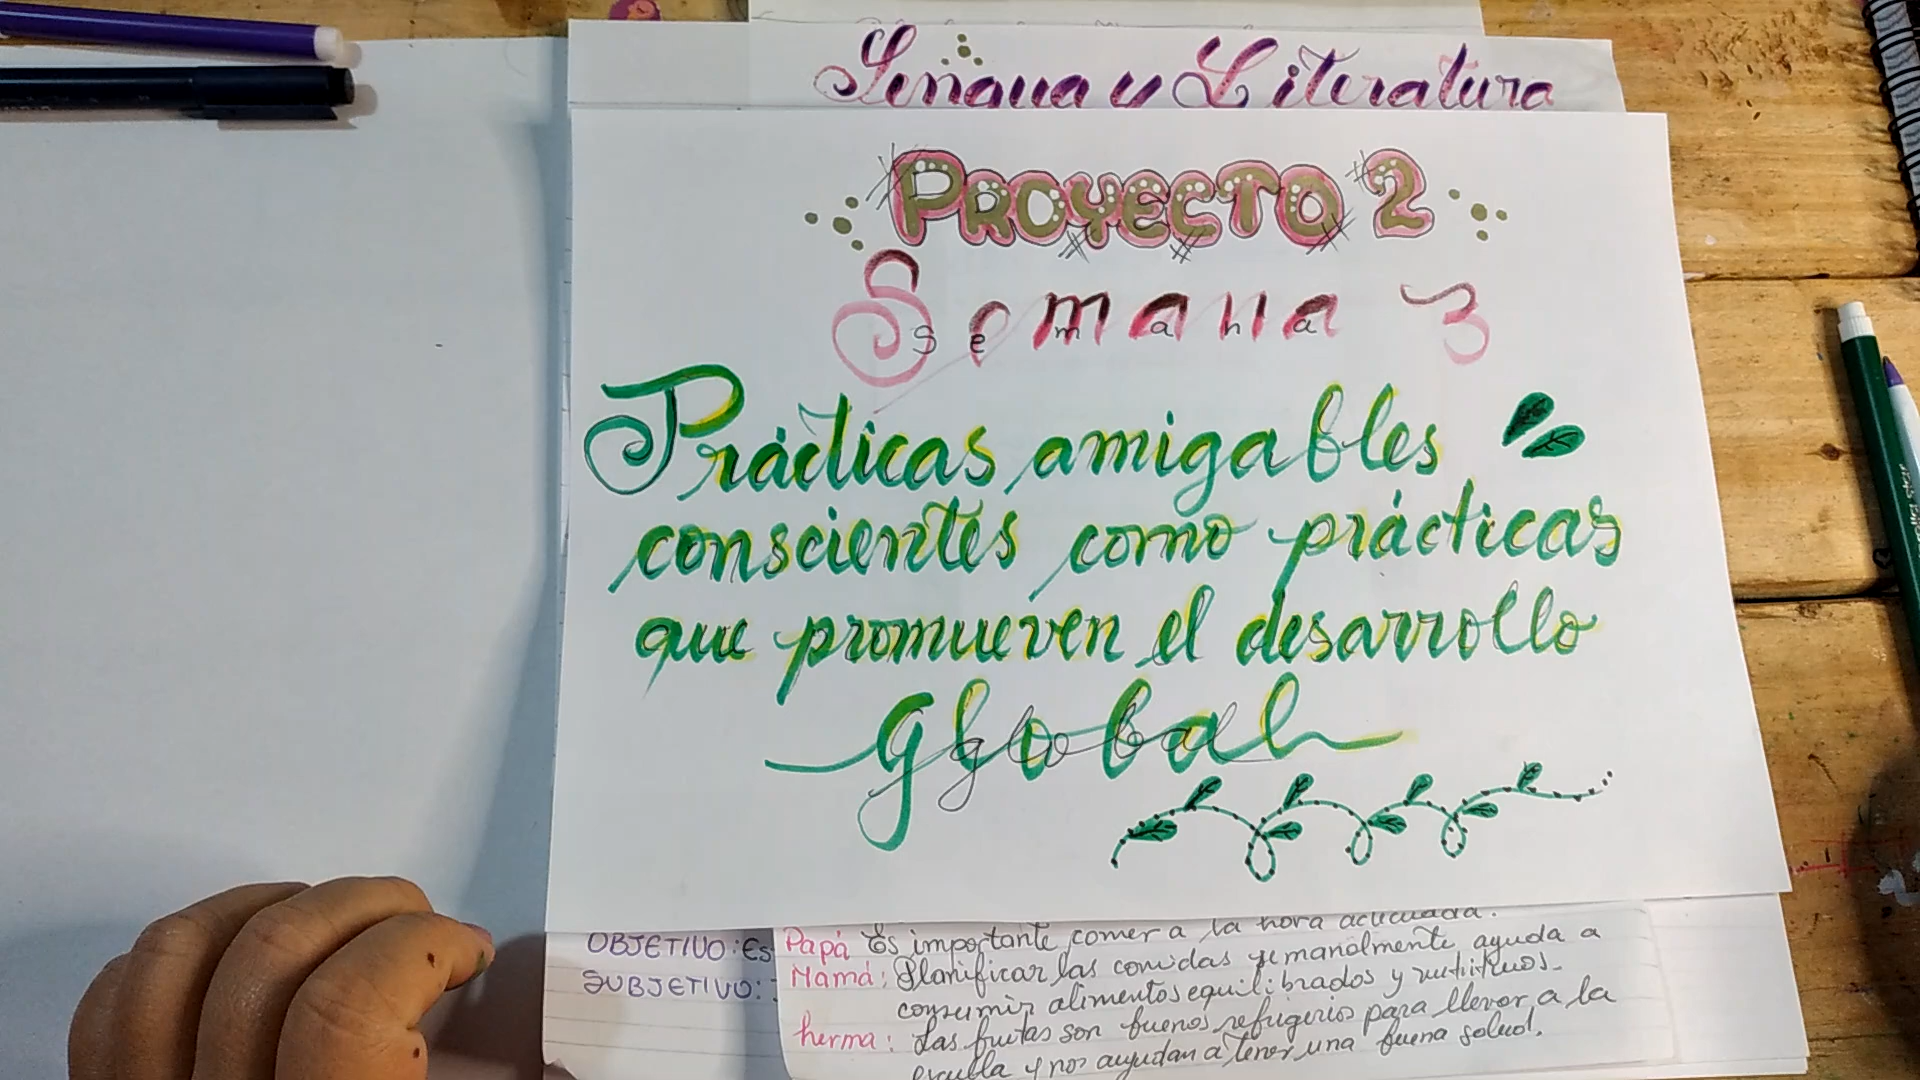 Lengua y Literatura
PROYECTO 2
Semana 3
s e m a n a
Prácticas amigables
conscientes como prácticas
que promueven el desarrollo
global
global
OBJETIVO: Es
SUBJETIVO:
Papá Es importante comer a la hora adecuada.
Mamá: Planificar las comidas semanalmente ayuda a
consumir alimentos equilibrados y nutritivos.
herma: Las frutas son buenos refrigerios para llevar a la
escuela y nos ayudan a tener una buena salud.